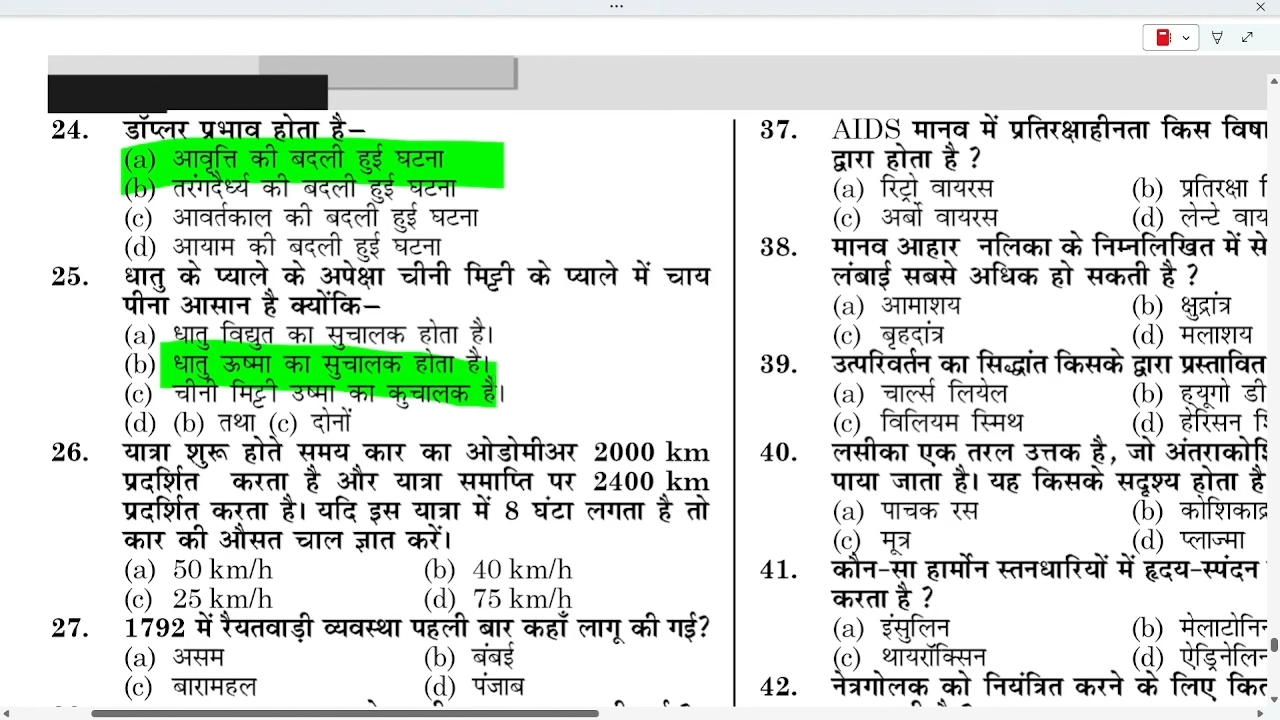 24. डॉप्लर प्रभाव होता है–
(a) आवृत्ति की बदली हुई घटना
(b) तरंगदैर्ध्य की बदली हुई घटना
(c) आवर्तकाल की बदली हुई घटना
(d) आयाम की बदली हुई घटना
25. धातु के प्याले के अपेक्षा चीनी मिट्टी के प्याले में चाय
पीना आसान है क्योंकि–
(a) धातु विद्युत का सुचालक होता है।
(b) धातु ऊष्मा का सुचालक होता है।
(c) चीनी मिट्टी उष्मा का कुचालक है।
(d) (b) तथा (c) दोनों
26. यात्रा शुरू होते समय कार का ओडोमीअर 2000 km
प्रदर्शित करता है और यात्रा समाप्ति पर 2400 km
प्रदर्शित करता है। यदि इस यात्रा में 8 घंटा लगता है तो
कार की औसत चाल ज्ञात करें।
(a) 50 km/h (b) 40 km/h
(c) 25 km/h (d) 75 km/h
27. 1792 में रैयतवाड़ी व्यवस्था पहली बार कहाँ लागू की गई?
(a) असम (b) बंबई
(c) बारामहल (d) पंजाब
37. AIDS मानव में प्रतिरक्षाहीनता किस
द्वारा होता है ?
(a) रिट्रो वायरस (b) प्रतिरक्षा
(c) अर्बो वायरस (d) लेन्टे
38. मानव आहार नलिका के निम्नलिखित में से
लंबाई सबसे अधिक हो सकती है ?
(a) आमाशय (b) क्षुद्रांत्र
(c) बृहदांत्र (d) मलाशय
39. उत्परिवर्तन का सिद्धांत किसके द्वारा प्रस्तावित
(a) चार्ल्स लियेल (b) हयूगो डी
(c) विलियम स्मिथ (d) हेरिसन
40. लसीका एक तरल उत्तक है, जो
पाया जाता है। यह किसके सदृश्य होता है
(a) पाचक रस (b)
(c) मूत्र (d) प्लाज्मा
41. कौन-सा हार्मोन स्तनधारियों में हृदय-स्पंदन
करता है ?
(a) इंसुलिन (b)
(c) थायरॉक्सिन (d)
42. नेत्रगोलक को नियंत्रित करने के लिए